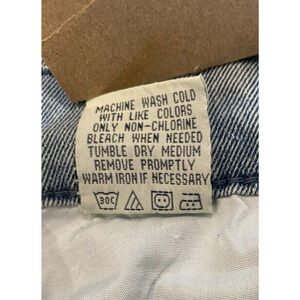 MACHINE WASH COLD
WITH LIKE COLORS
ONLY NON-CHLORINE
BLEACH WHEN NEEDED
TUMBLE DRY MEDIUM
REMOVE PROMPTLY
WARM IRON IF NECESSARY
30C